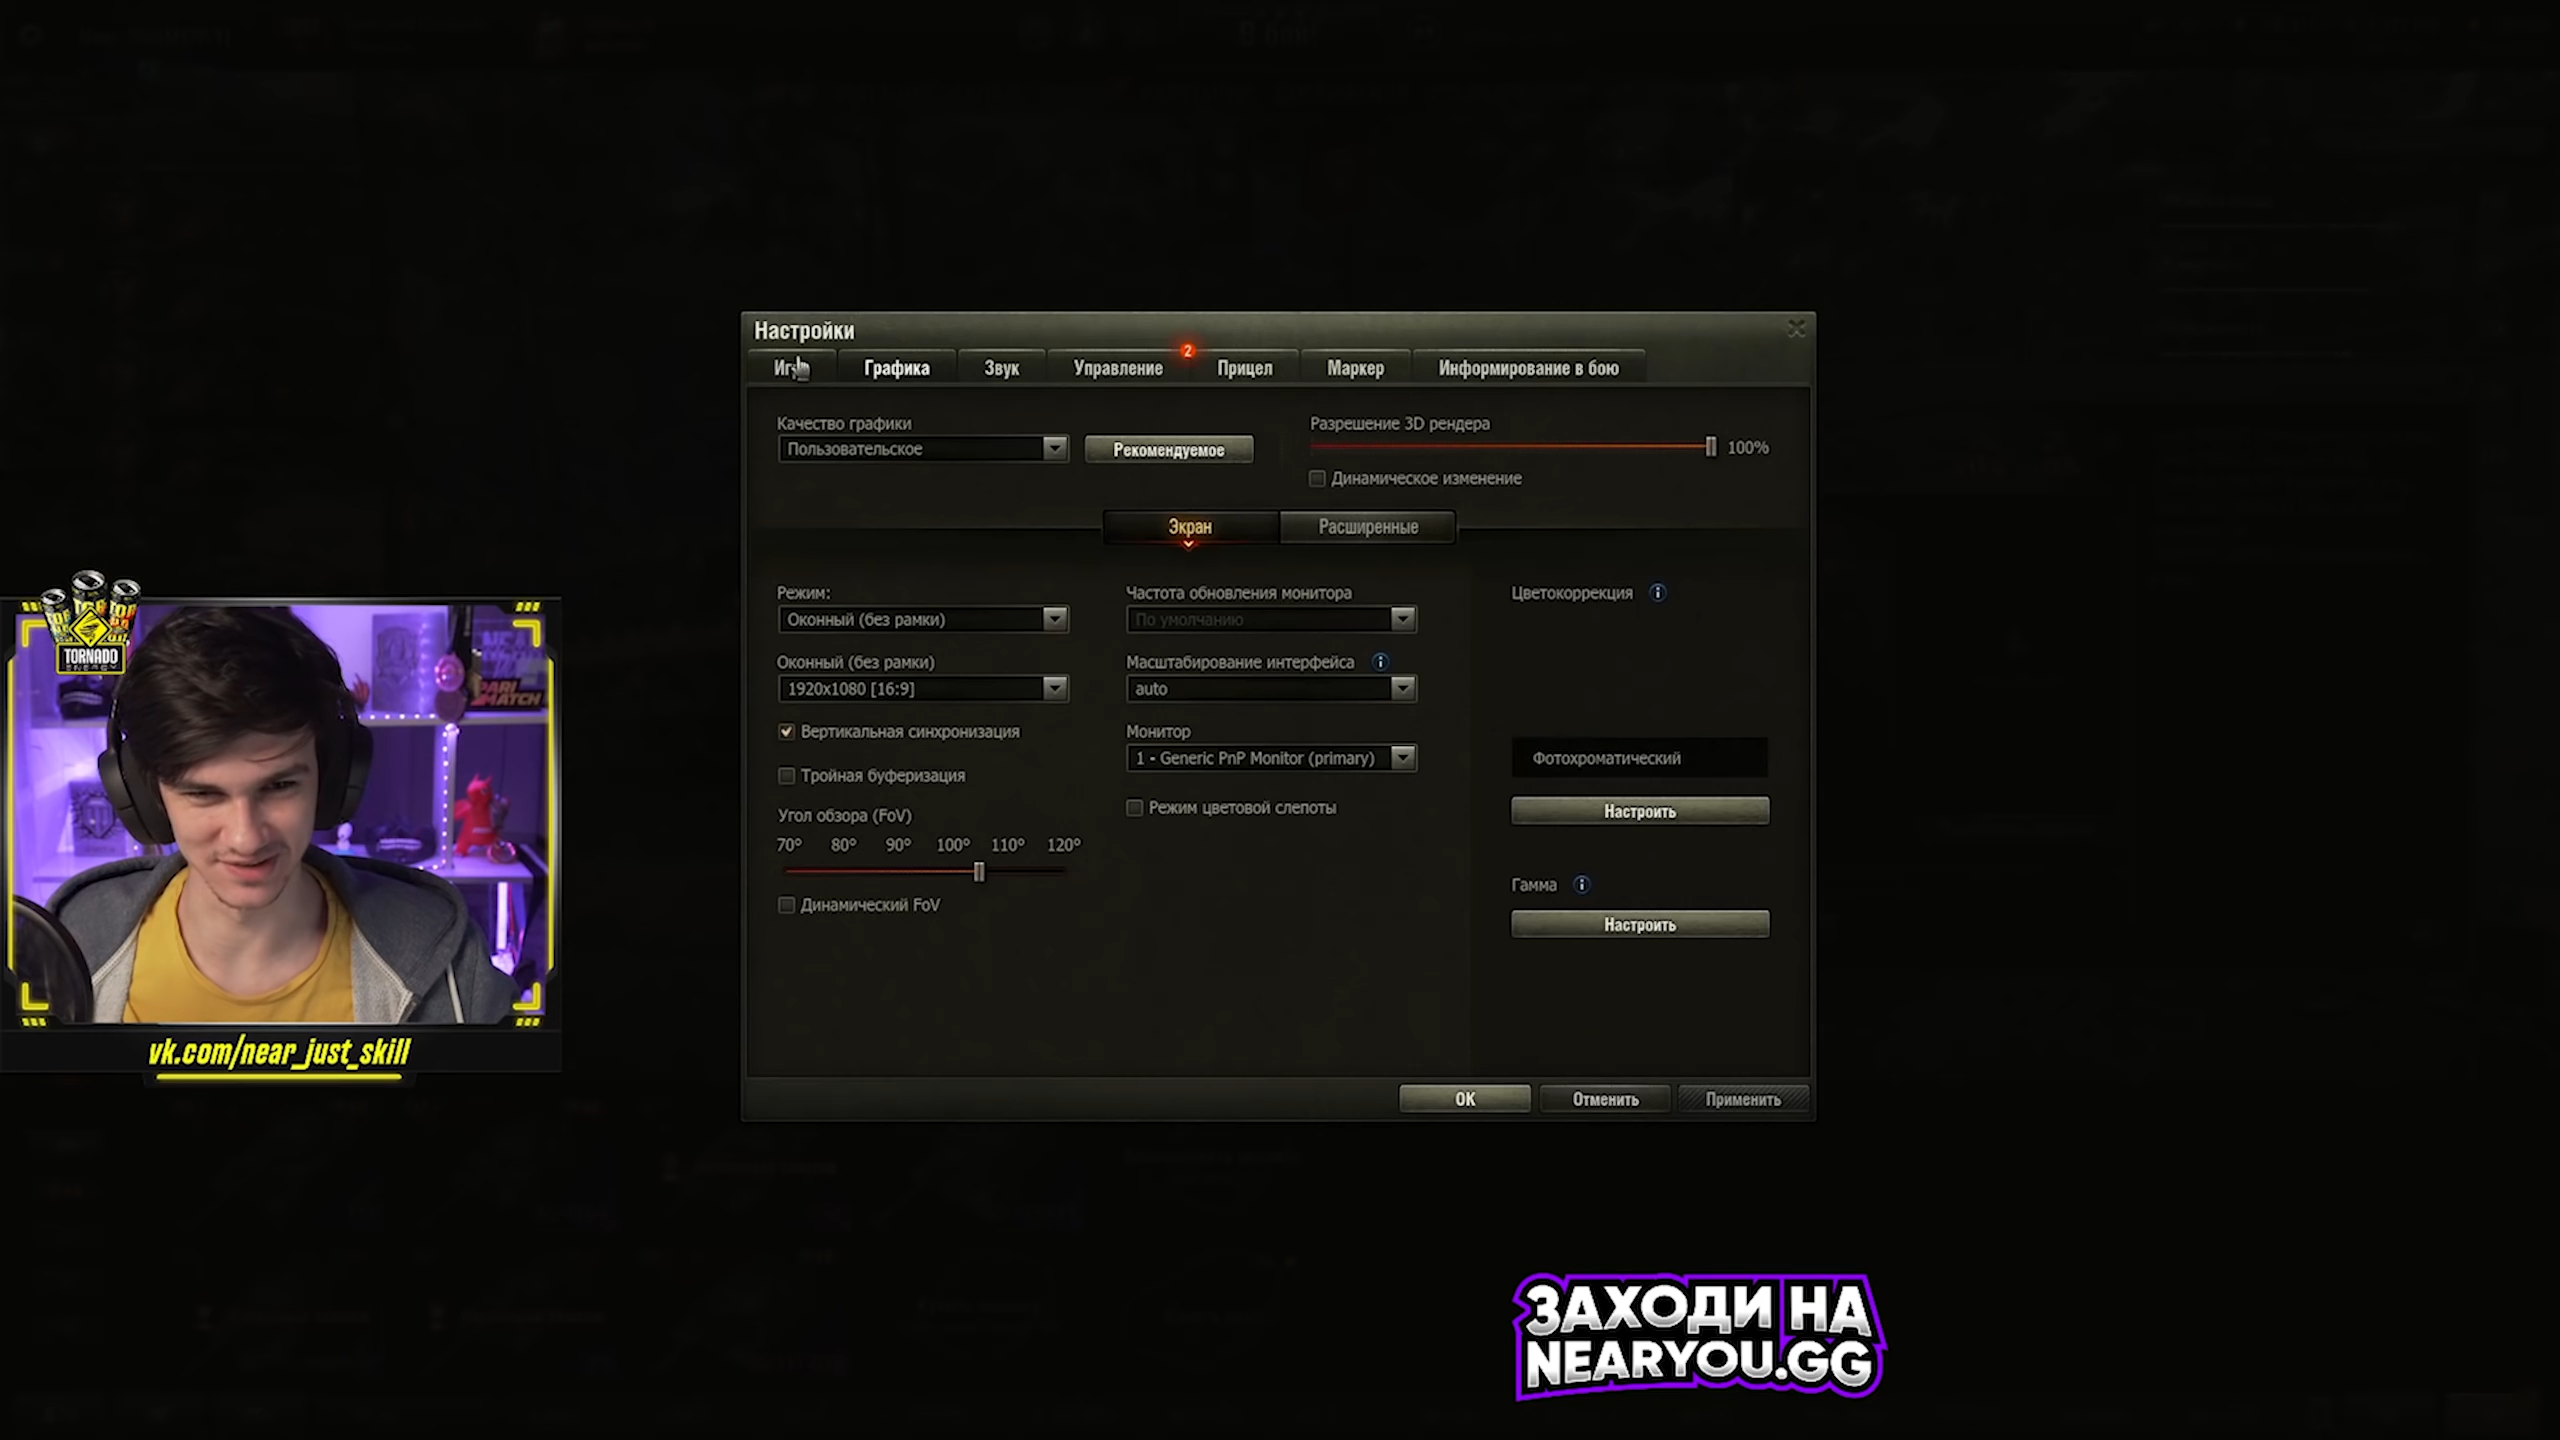 Настройки
Графика
Звук
Управление
2
Прицел
Маркер
Информирование в бою
Качество графики
Пользовательское
Рекомендуемое
Разрешение 3D рендера
100%
Динамическое изменение
Экран
Расширенные
Режим:
Оконный (без рамки)
Оконный (без рамки)
1920x1080 [16:9]
Вертикальная синхронизация
Тройная буферизация
Угол обзора (FoV)
70° 80° 90° 100° 110° 120°
Динамический FoV
Частота обновления монитора
По умолчанию
Масштабирование интерфейса
auto
Монитор
1 - Generic PnP Monitor (primary)
Режим цветовой слепоты
Цветокоррекция
Фотохроматический
Настроить
Гамма
Настроить
OK
Отменить
Применить
TORNADO
ENERGY
PARI
MATCH
vk.com/near_just_skill
ЗАХОДИ НА
NEARYOU.GG